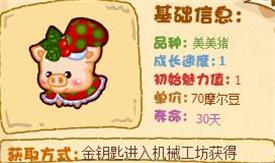 基础信息:
品种: 美美猪
成长速度: 1
初始魅力值: 1
单价: 70摩尔豆
寿命: 30天
获取方式: 金钥匙进入机械工坊获得